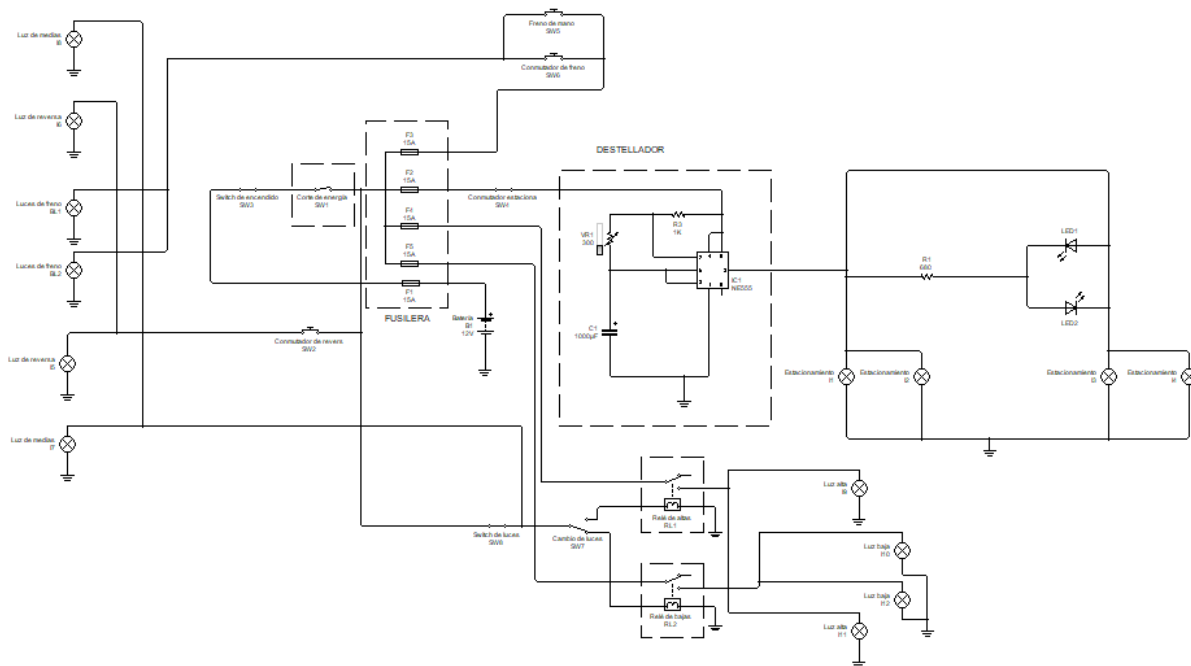 Luz de medias
I8
Luz de reversa
I6
Luces de freno
BL1
Luces de freno
BL2
Luz de reversa
I5
Luz de medias
I7
Freno de mano
SW5
Conmutador de freno
SW6
Switch de encendido
SW3
Corte de energía
SW1
F3
15A
F2
15A
F4
15A
F5
15A
F1
15A
FUSILERA
Batería
B1
12V
Conmutador de revers.
SW2
Conmutador estaciona
SW4
DESTELLADOR
VR1
300
R3
1K
IC1
NE555
C1
1000µF
R1
680
LED1
LED2
Estacionamiento
I1
Estacionamiento
I2
Estacionamiento
I3
Estacionamiento
Switch de luces
Cambio de luces
SW7
Relé de altas
RL1
Relé de bajas
RL2
Luz alta
Luz baja
I10
Luz baja
I12
Luz alta
I11